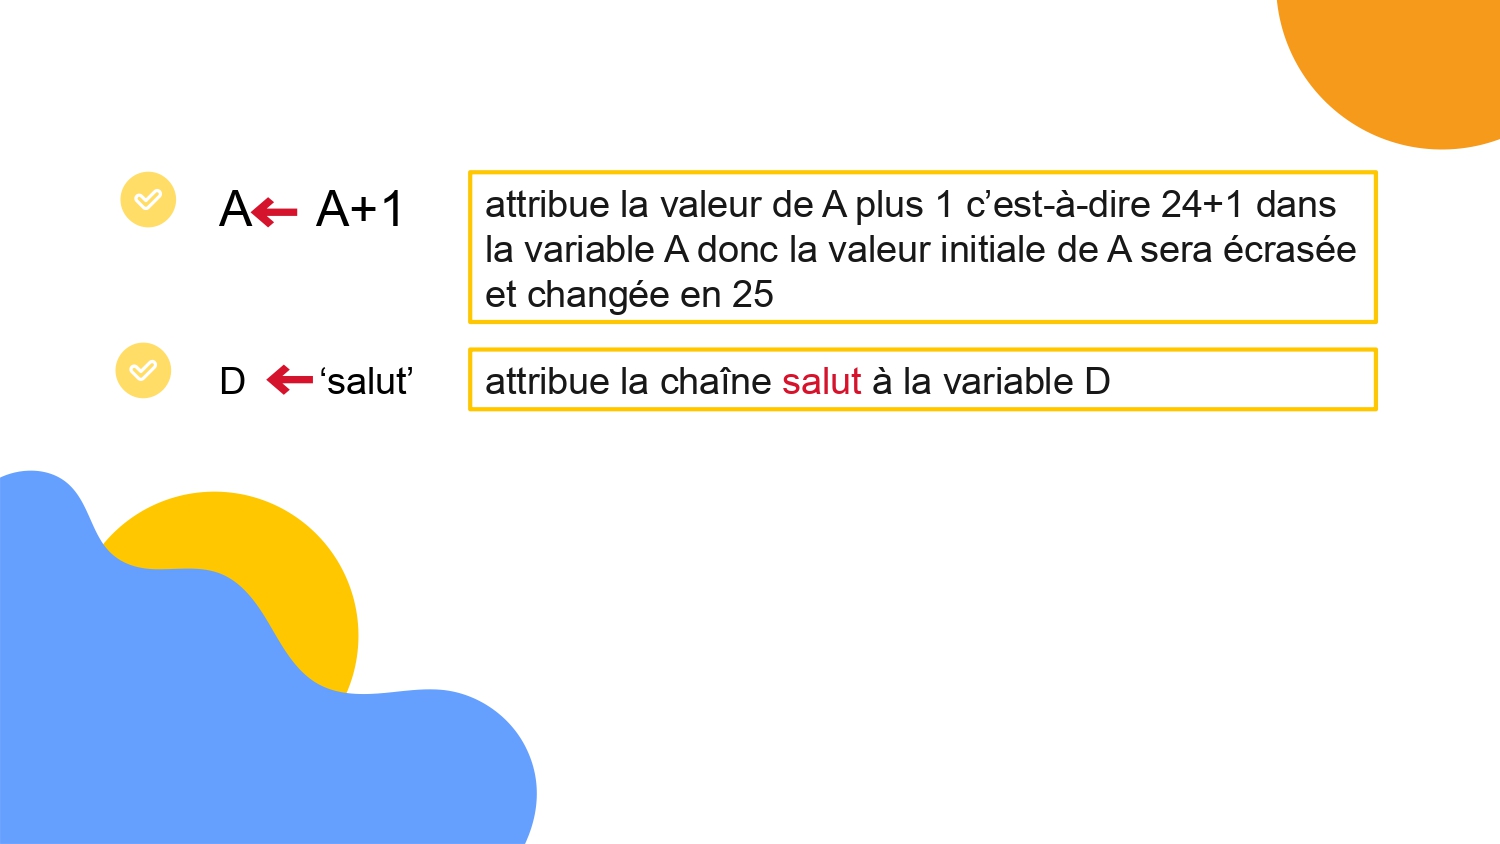 A← A+1
attribue la valeur de A plus 1 c’est-à-dire 24+1 dans
la variable A donc la valeur initiale de A sera écrasée
et changée en 25
D ← ‘salut’
attribue la chaîne salut à la variable D